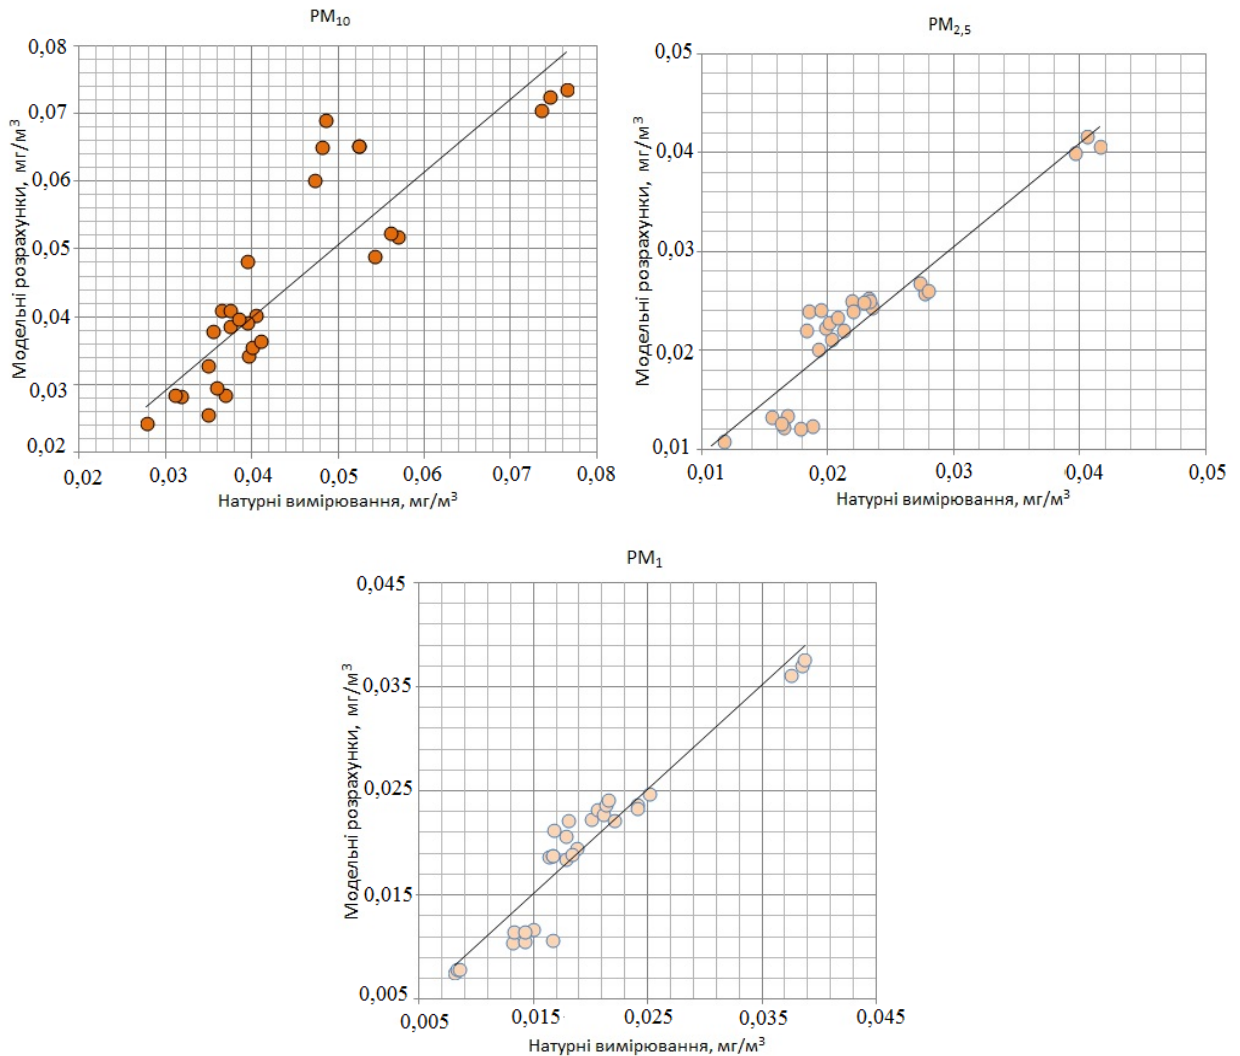 PM10
0,08
0,07
0,06
0,05
0,04
0,03
0,02
Модельні розрахунки, мг/м³
0,02 0,03 0,04 0,05 0,06 0,07 0,08
Натурні вимірювання, мг/м³
PM2,5
0,05
0,04
0,03
0,02
0,01
Модельні розрахунки, мг/м³
0,01 0,02 0,03 0,04 0,05
Натурні вимірювання, мг/м³
PM1
0,045
0,035
0,025
0,015
0,005
Модельні розрахунки, мг/м³
0,005 0,015 0,025 0,035 0,045
Натурні вимірювання, мг/м³